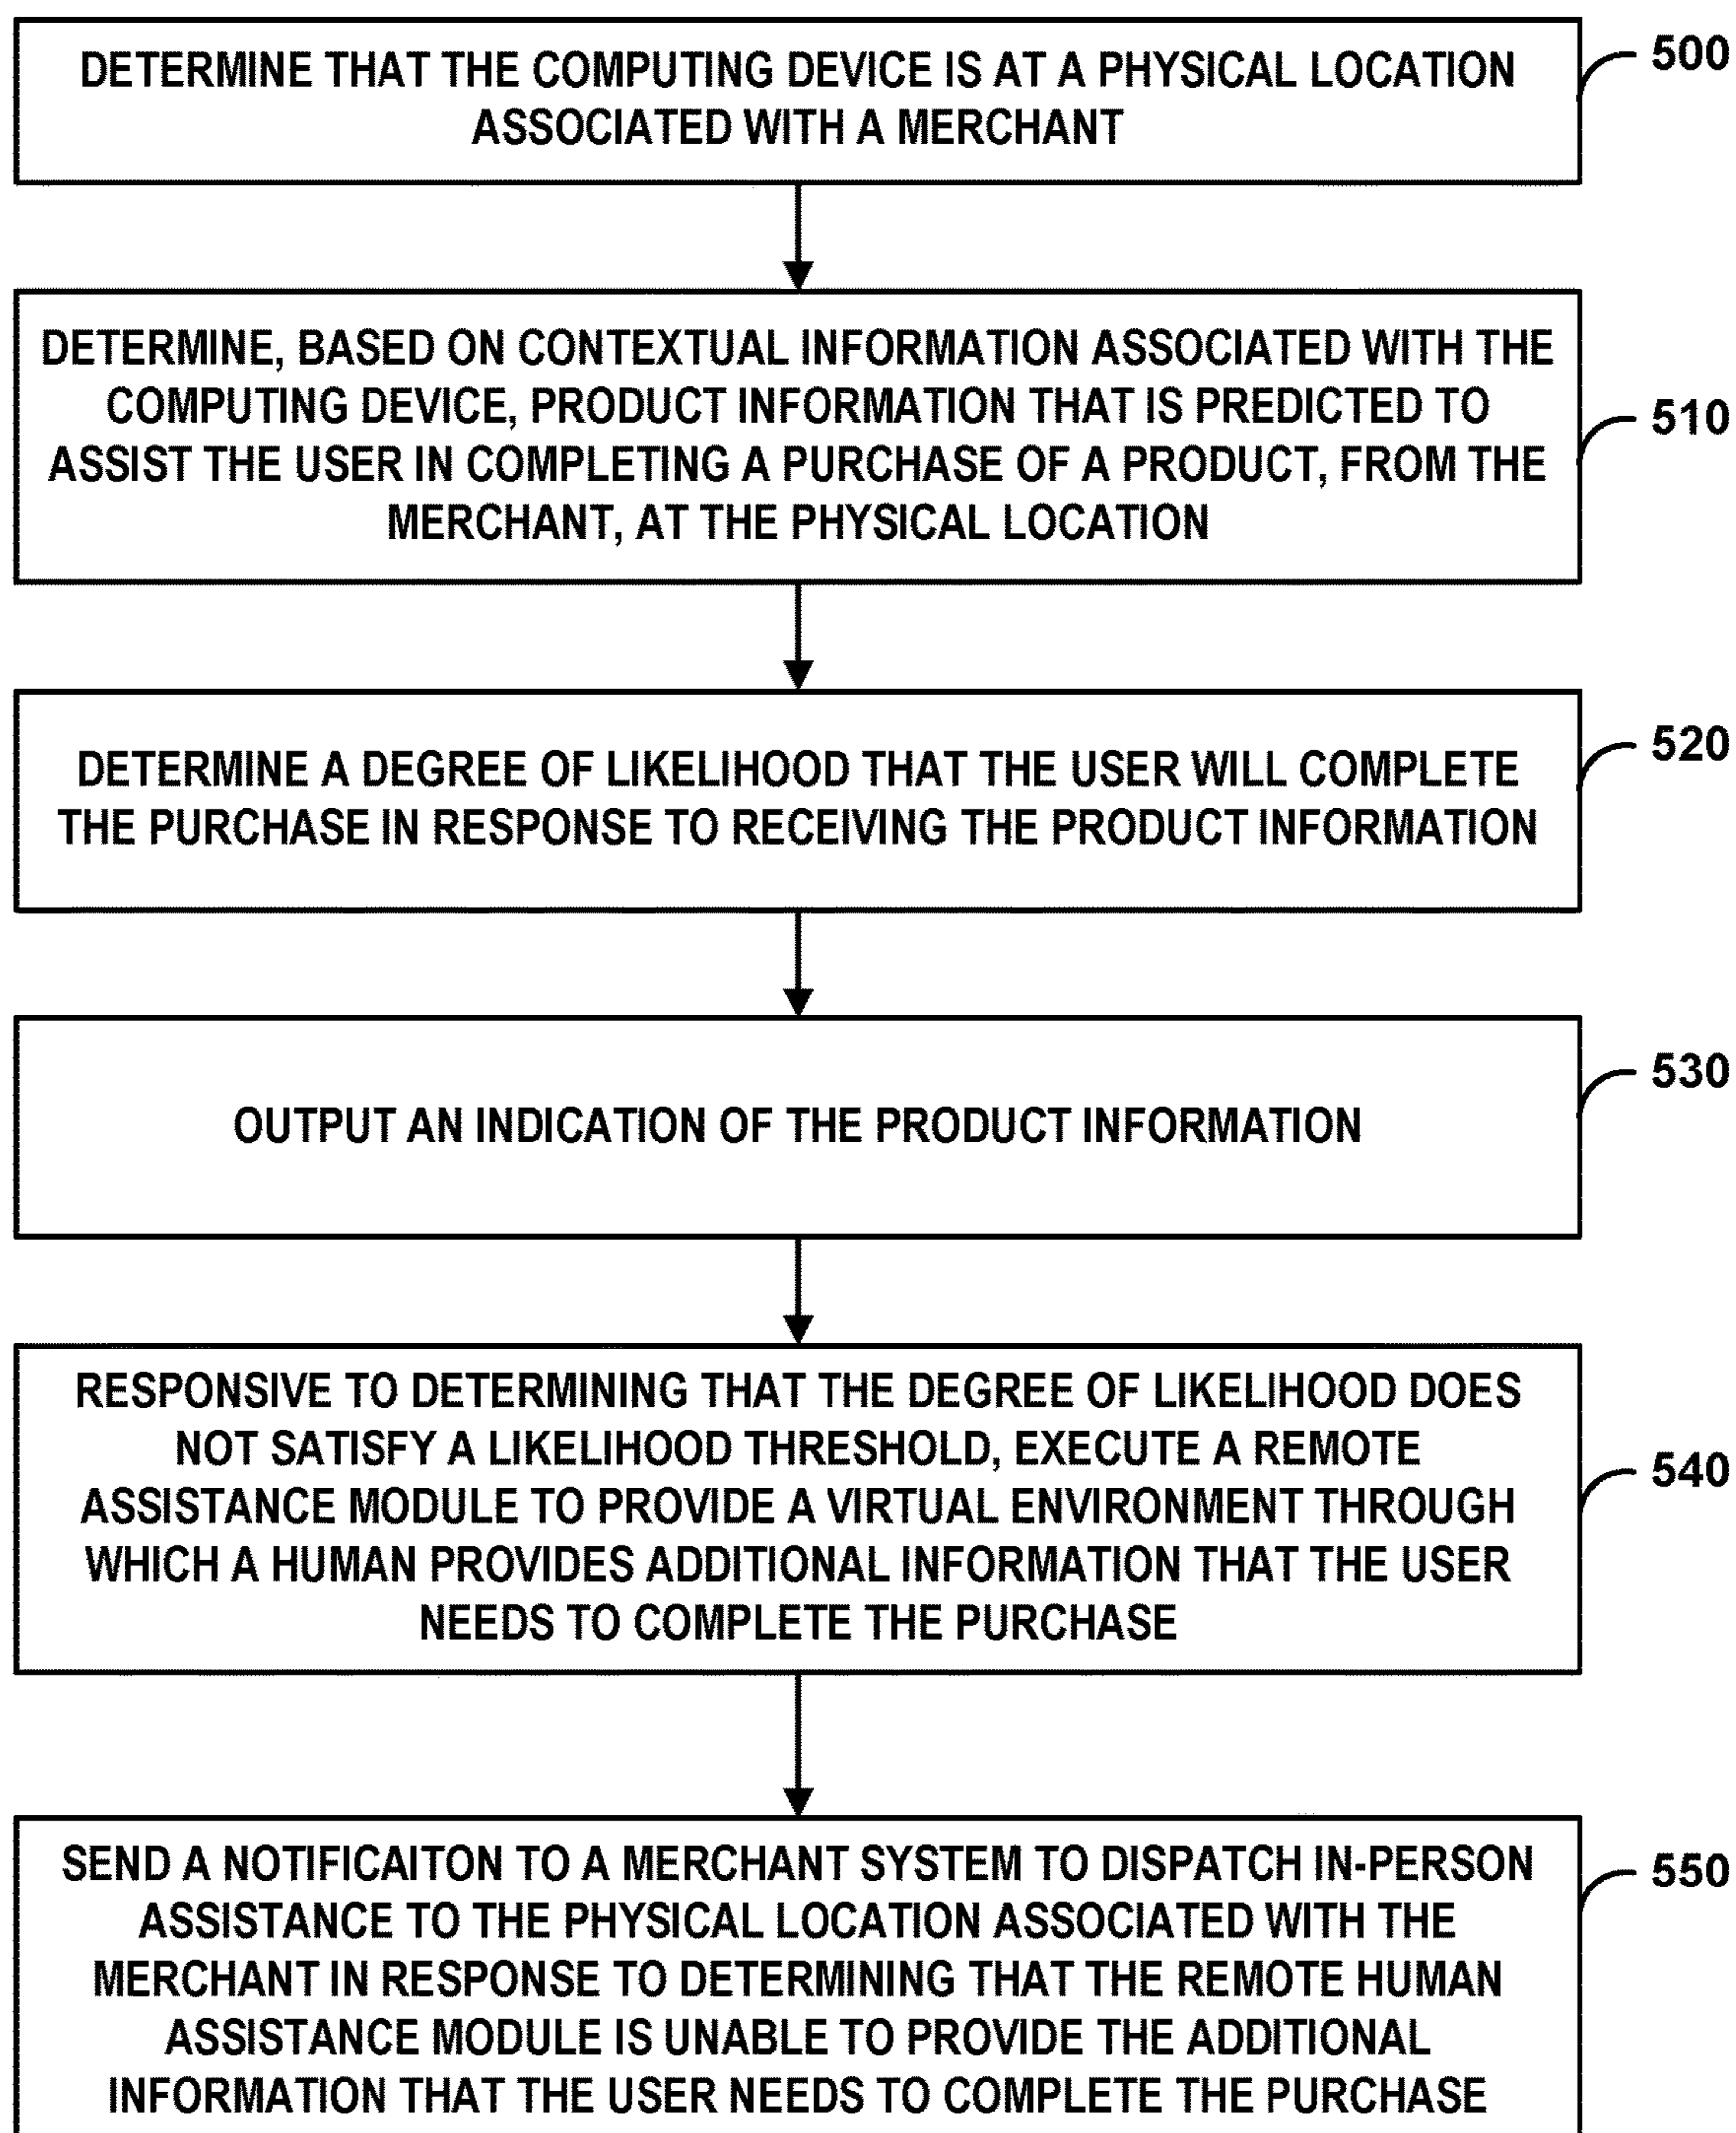 DETERMINE THAT THE COMPUTING DEVICE IS AT A PHYSICAL LOCATION
ASSOCIATED WITH A MERCHANT
500
DETERMINE, BASED ON CONTEXTUAL INFORMATION ASSOCIATED WITH THE
COMPUTING DEVICE, PRODUCT INFORMATION THAT IS PREDICTED TO
ASSIST THE USER IN COMPLETING A PURCHASE OF A PRODUCT, FROM THE
MERCHANT, AT THE PHYSICAL LOCATION
510
DETERMINE A DEGREE OF LIKELIHOOD THAT THE USER WILL COMPLETE
THE PURCHASE IN RESPONSE TO RECEIVING THE PRODUCT INFORMATION
520
OUTPUT AN INDICATION OF THE PRODUCT INFORMATION
530
RESPONSIVE TO DETERMINING THAT THE DEGREE OF LIKELIHOOD DOES
NOT SATISFY A LIKELIHOOD THRESHOLD, EXECUTE A REMOTE
ASSISTANCE MODULE TO PROVIDE A VIRTUAL ENVIRONMENT THROUGH
WHICH A HUMAN PROVIDES ADDITIONAL INFORMATION THAT THE USER
NEEDS TO COMPLETE THE PURCHASE
540
SEND A NOTIFICAITON TO A MERCHANT SYSTEM TO DISPATCH IN-PERSON
ASSISTANCE TO THE PHYSICAL LOCATION ASSOCIATED WITH THE
MERCHANT IN RESPONSE TO DETERMINING THAT THE REMOTE HUMAN
ASSISTANCE MODULE IS UNABLE TO PROVIDE THE ADDITIONAL
INFORMATION THAT THE USER NEEDS TO COMPLETE THE PURCHASE
550